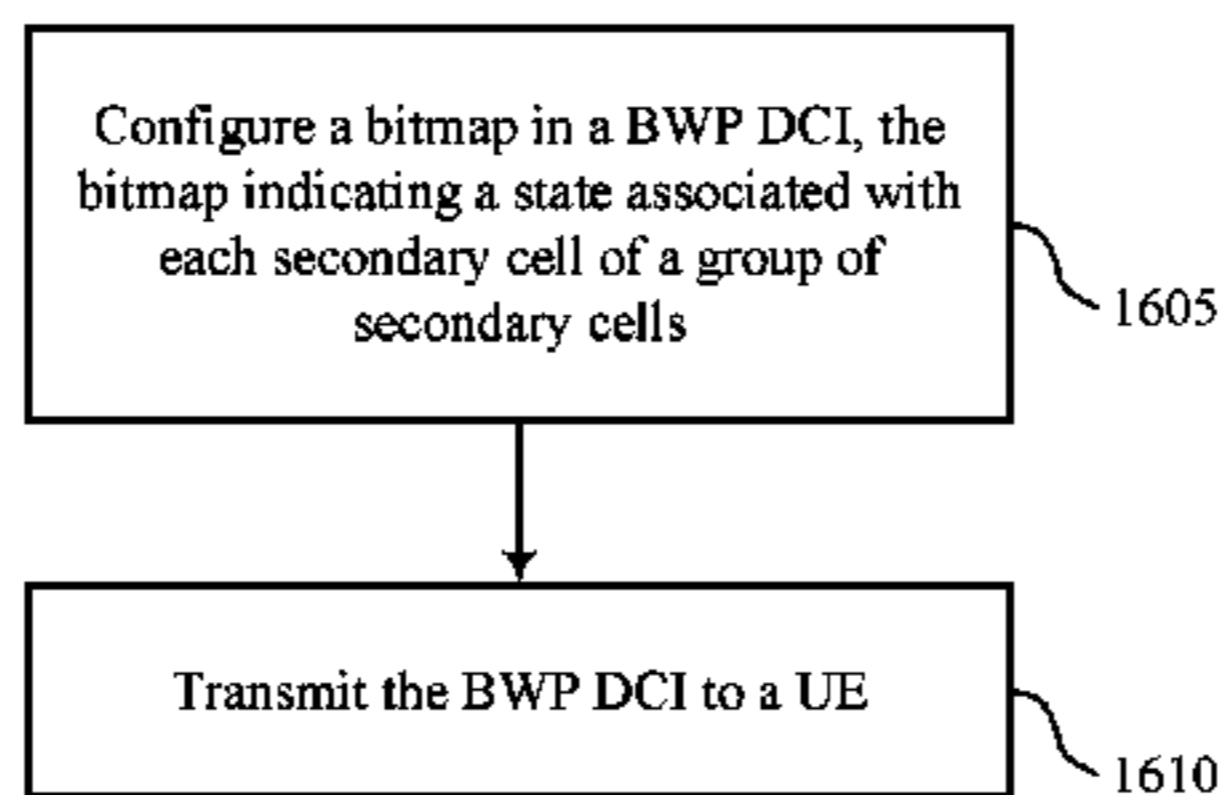 Configure a bitmap in a BWP DCI, the
bitmap indicating a state associated with
each secondary cell of a group of
secondary cells
1605
Transmit the BWP DCI to a UE
1610